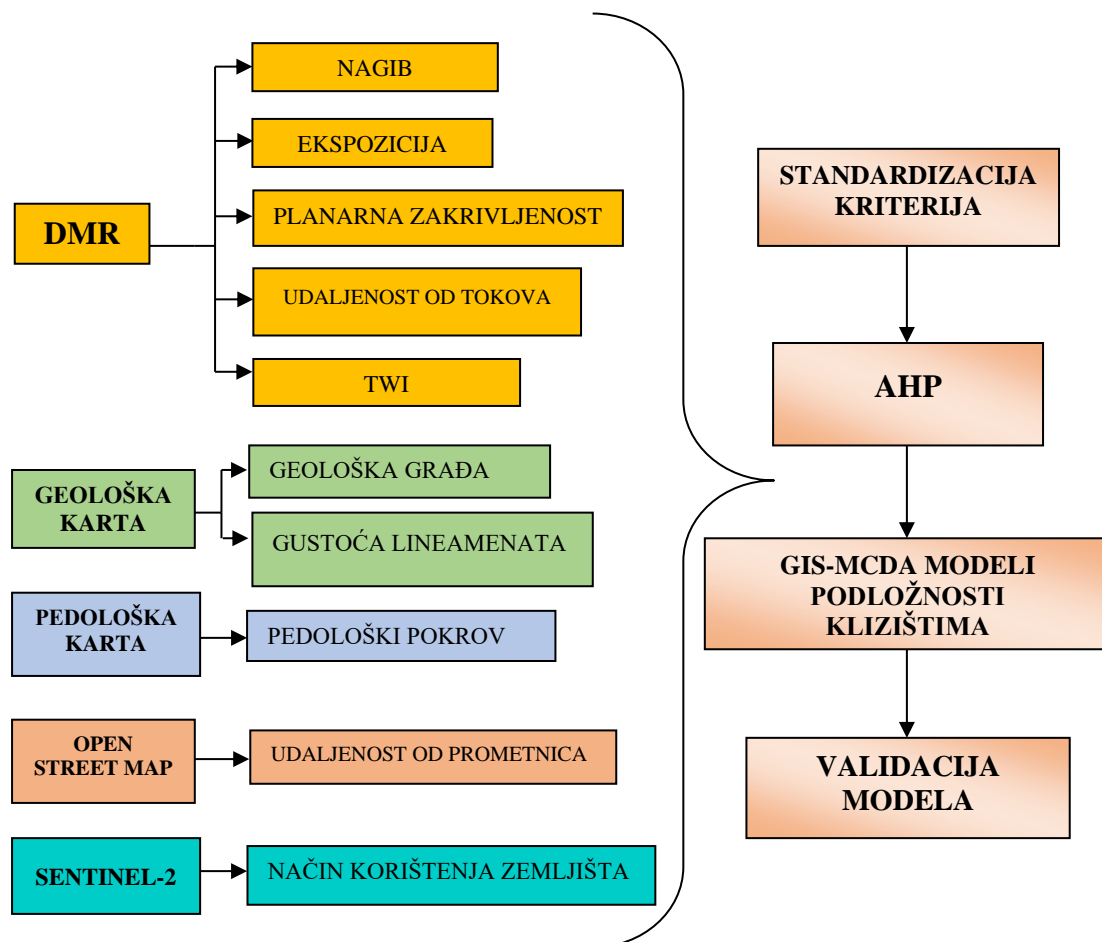 DMR
NAGIB
EKSPOZICIJA
PLANARNA ZAKRIVLJENOST
UDALJENOST OD TOKOVA
TWI
GEOLOŠKA
KARTA
GEOLOŠKA GRAĐA
GUSTOĆA LINEAMENATA
PEDOLOŠKA
KARTA
PEDOLOŠKI POKROV
OPEN
STREET MAP
UDALJENOST OD PROMETNICA
SENTINEL-2
NAČIN KORIŠTENJA ZEMLJIŠTA
STANDARDIZACIJA
KRITERIJA
AHP
GIS-MCDA MODELI
PODLOŽNOSTI
KLIZIŠTIMA
VALIDACIJA
MODELA